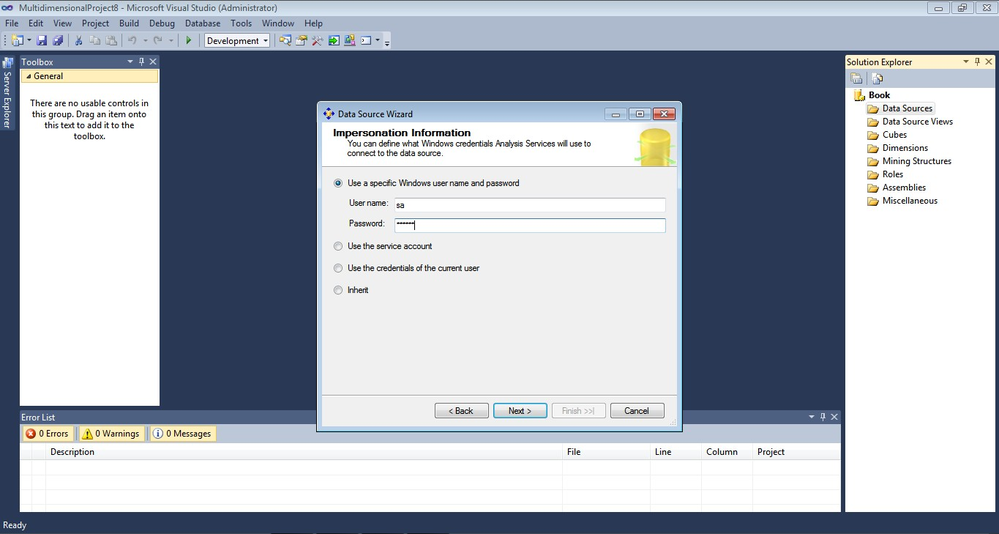 MultidimensionalProject8 - Microsoft Visual Studio (Administrator)
File Edit View Project Build Debug Database Tools Window Help
Development
Server Explorer
Toolbox
General
There are no usable controls in
this group. Drag an item onto
this text to add it to the
toolbox.
Data Source Wizard
Impersonation Information
You can define what Windows credentials Analysis Services will use to
connect to the data source.
Use a specific Windows user name and password
User name: sa
Password: ******
Use the service account
Use the credentials of the current user
Inherit
< Back Next > Finish >>| Cancel
Solution Explorer
Book
Data Sources
Data Source Views
Cubes
Dimensions
Mining Structures
Roles
Assemblies
Miscellaneous
Error List
0 Errors 0 Warnings 0 Messages
Description File Line Column Project
Ready